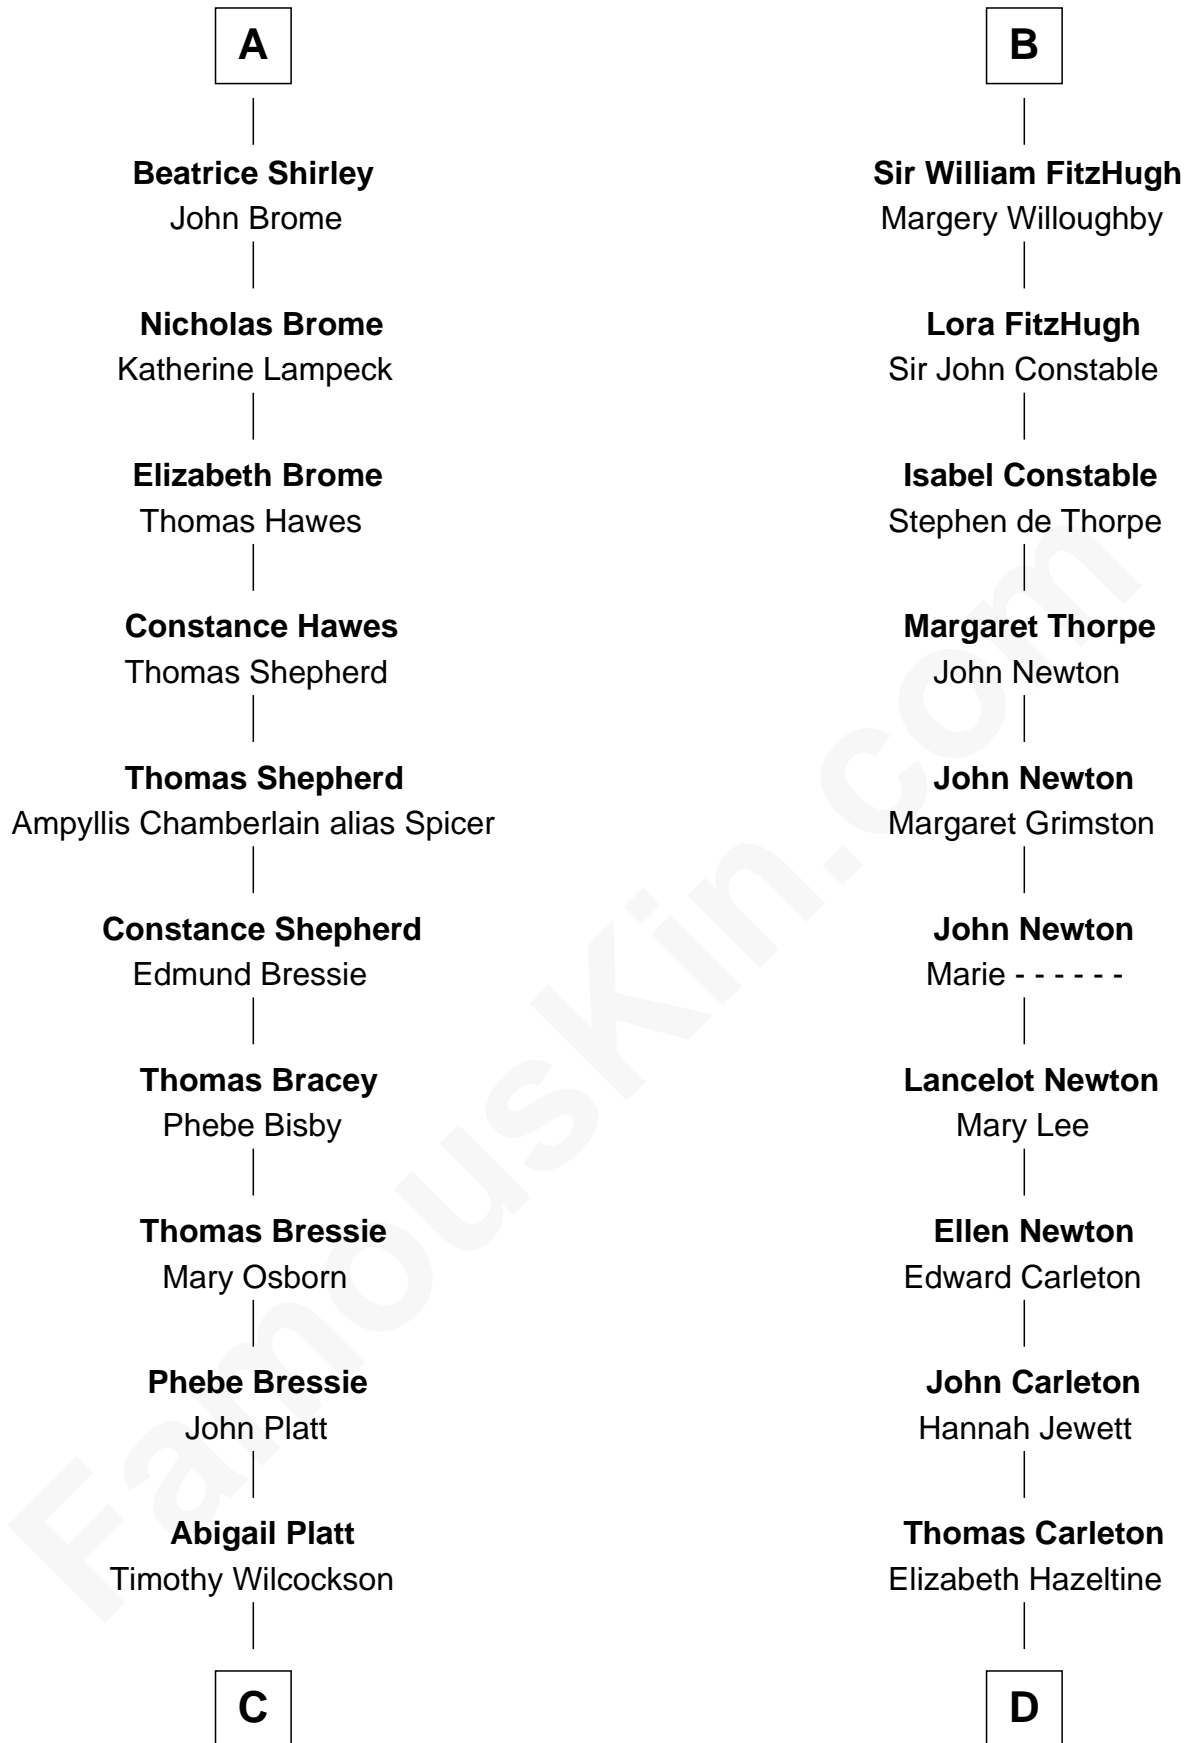 A
Beatrice Shirley
John Brome
Nicholas Brome
Katherine Lampeck
Elizabeth Brome
Thomas Hawes
Constance Hawes
Thomas Shepherd
Thomas Shepherd
Ampyllis Chamberlain alias Spicer
Constance Shepherd
Edmund Bressie
Thomas Bracey
Phebe Bisby
Thomas Bressie
Mary Osborn
Phebe Bressie
John Platt
Abigail Platt
Timothy Wilcockson
C
B
Sir William FitzHugh
Margery Willoughby
Lora FitzHugh
Sir John Constable
Isabel Constable
Stephen de Thorpe
Margaret Thorpe
John Newton
John Newton
Margaret Grimston
John Newton
Marie - - - - - -
Lancelot Newton
Mary Lee
Ellen Newton
Edward Carleton
John Carleton
Hannah Jewett
Thomas Carleton
Elizabeth Hazeltine
D
FamousKin.com